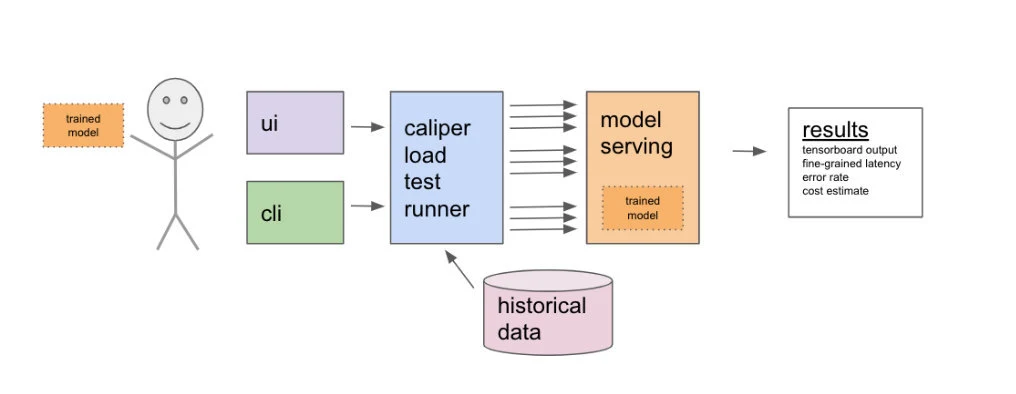 trained
model
ui
cli
caliper
load
test
runner
historical
data
model
serving
trained
model
results
tensorboard output
fine-grained latency
error rate
cost estimate